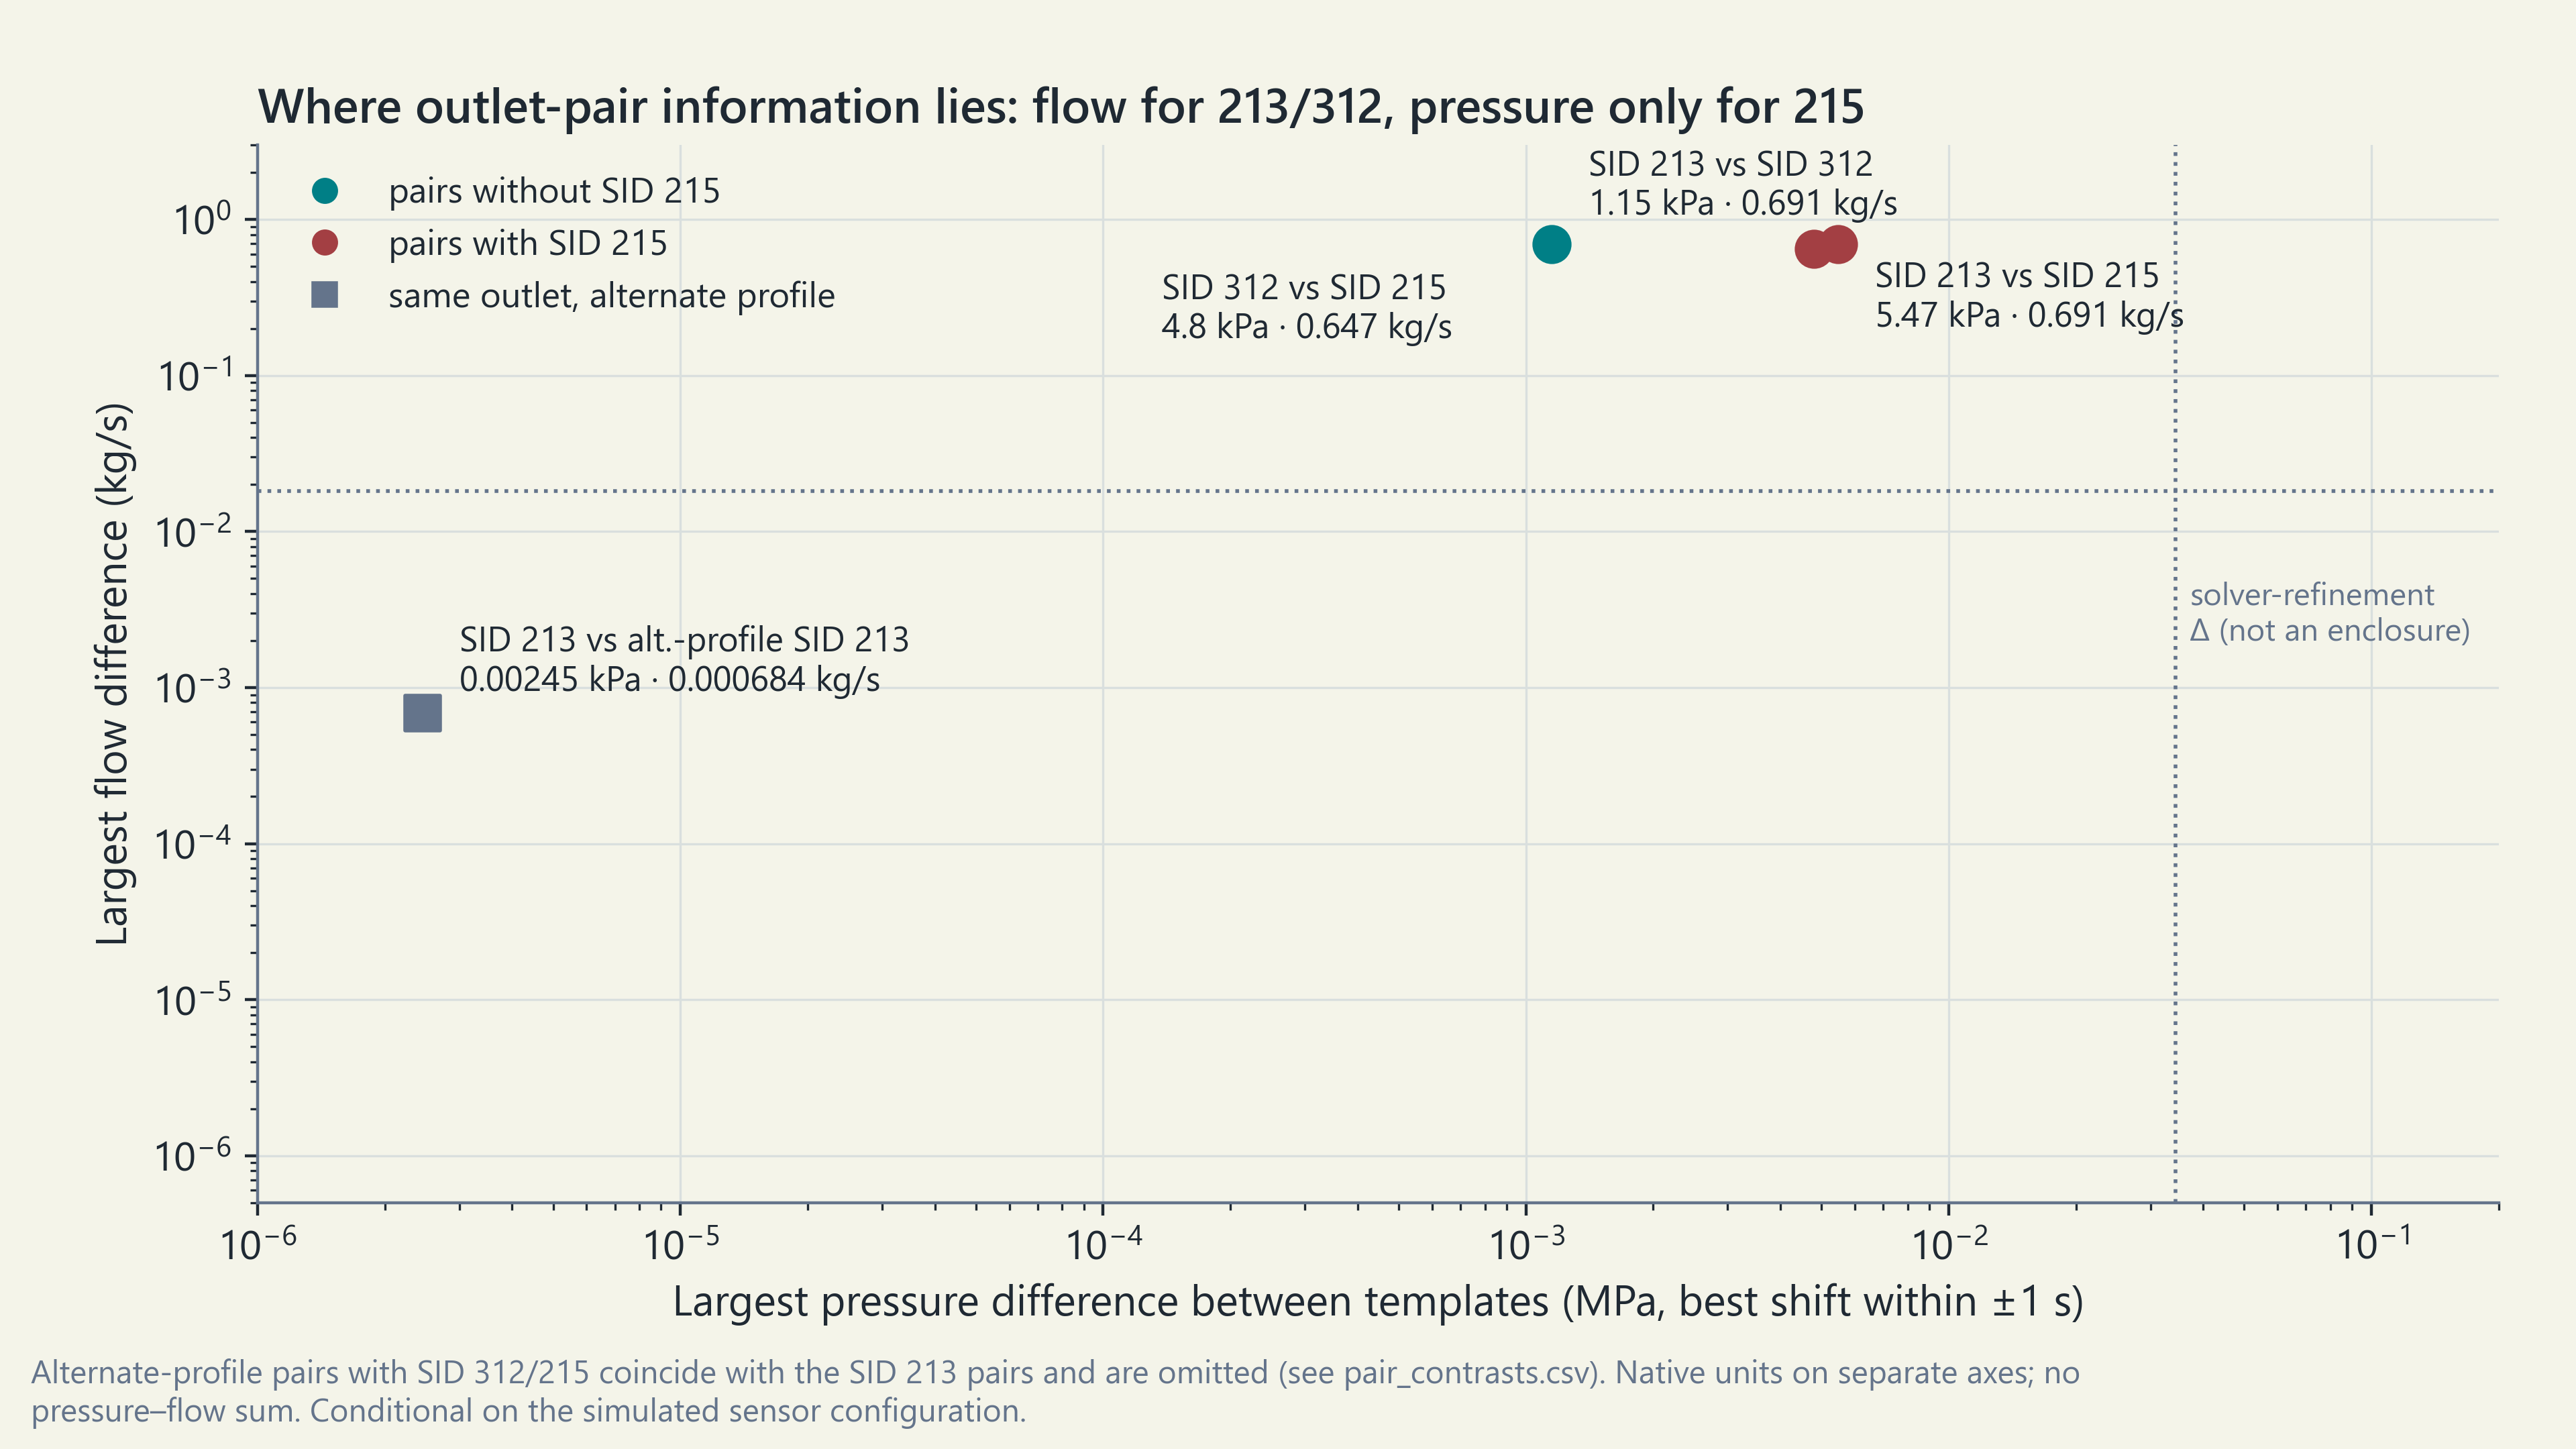 Where outlet-pair information lies: flow for 213/312, pressure only for 215
pairs without SID 215
pairs with SID 215
same outlet, alternate profile
SID 213 vs SID 312
1.15 kPa · 0.691 kg/s
SID 312 vs SID 215
4.8 kPa · 0.647 kg/s
SID 213 vs SID 215
5.47 kPa · 0.691 kg/s
solver-refinement
Δ (not an enclosure)
SID 213 vs alt.-profile SID 213
0.00245 kPa · 0.000684 kg/s
Largest flow difference (kg/s)
10⁰
10⁻¹
10⁻²
10⁻³
10⁻⁴
10⁻⁵
10⁻⁶
10⁻⁶ 10⁻⁵ 10⁻⁴ 10⁻³ 10⁻² 10⁻¹
Largest pressure difference between templates (MPa, best shift within ±1 s)
Alternate-profile pairs with SID 312/215 coincide with the SID 213 pairs and are omitted (see pair_contrasts.csv). Native units on separate axes; no
pressure–flow sum. Conditional on the simulated sensor configuration.